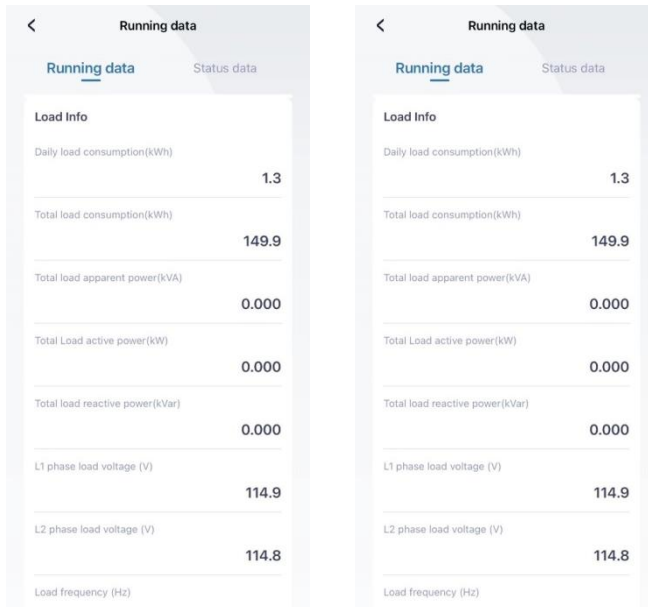 Running data
Running data Status data
Load Info
Daily load consumption(kWh)
1.3
Total load consumption(kWh)
149.9
Total load apparent power(kVA)
0.000
Total Load active power(kW)
0.000
Total load reactive power(kVar)
0.000
L1 phase load voltage (V)
114.9
L2 phase load voltage (V)
114.8
Load frequency (Hz)
Running data
Running data Status data
Load Info
Daily load consumption(kWh)
1.3
Total load consumption(kWh)
149.9
Total load apparent power(kVA)
0.000
Total Load active power(kW)
0.000
Total load reactive power(kVar)
0.000
L1 phase load voltage (V)
114.9
L2 phase load voltage (V)
114.8
Load frequency (Hz)